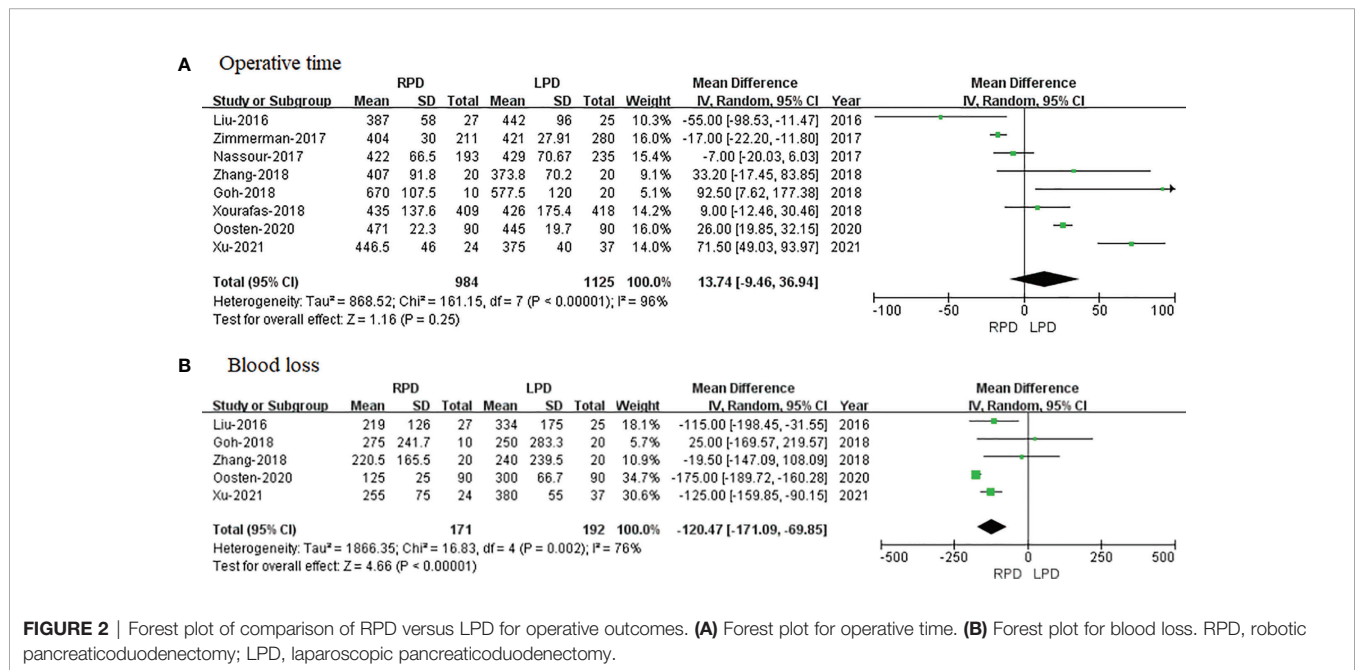 A Operative time
RPD LPD Mean Difference Mean Difference
Study or Subgroup Mean SD Total Mean SD Total Weight IV, Random, 95% CI Year IV, Random, 95% CI
Liu-2016 387 58 27 442 96 25 10.3% -55.00 [-98.53, -11.47] 2016
Zimmerman-2017 404 30 211 421 27.91 280 16.0% -17.00 [-22.20, -11.80] 2017
Nassour-2017 422 66.5 193 429 70.67 235 15.4% -7.00 [-20.03, 6.03] 2017
Zhang-2018 407 91.8 20 373.8 70.2 20 9.1% 33.20 [-17.45, 83.85] 2018
Goh-2018 670 107.5 10 577.5 120 20 5.1% 92.50 [7.62, 177.38] 2018
Xourafas-2018 435 137.6 409 426 175.4 418 14.2% 9.00 [-12.46, 30.46] 2018
Oosten-2020 471 22.3 90 445 19.7 90 16.0% 26.00 [19.85, 32.15] 2020
Xu-2021 446.5 46 24 375 40 37 14.0% 71.50 [49.03, 93.97] 2021
Total (95% CI) 984 1125 100.0% 13.74 [-9.46, 36.94]
Heterogeneity: Tau² = 868.52; Chi² = 161.15, df = 7 (P < 0.00001); I² = 96%
Test for overall effect: Z = 1.16 (P = 0.25)
-100 -50 0 50 100
RPD LPD
B Blood loss
RPD LPD Mean Difference Mean Difference
Study or Subgroup Mean SD Total Mean SD Total Weight IV, Random, 95% CI Year IV, Random, 95% CI
Liu-2016 219 126 27 334 175 25 18.1% -115.00 [-198.45, -31.55] 2016
Goh-2018 275 241.7 10 250 283.3 20 5.7% 25.00 [-169.57, 219.57] 2018
Zhang-2018 220.5 165.5 20 240 239.5 20 10.9% -19.50 [-147.09, 108.09] 2018
Oosten-2020 125 25 90 300 66.7 90 34.7% -175.00 [-189.72, -160.28] 2020
Xu-2021 255 75 24 380 55 37 30.6% -125.00 [-159.85, -90.15] 2021
Total (95% CI) 171 192 100.0% -120.47 [-171.09, -69.85]
Heterogeneity: Tau² = 1866.35; Chi² = 16.83, df = 4 (P = 0.002); I² = 76%
Test for overall effect: Z = 4.66 (P < 0.00001)
-500 -250 0 250 500
RPD LPD
FIGURE 2 | Forest plot of comparison of RPD versus LPD for operative outcomes. (A) Forest plot for operative time. (B) Forest plot for blood loss. RPD, robotic
pancreaticoduodenectomy; LPD, laparoscopic pancreaticoduodenectomy.